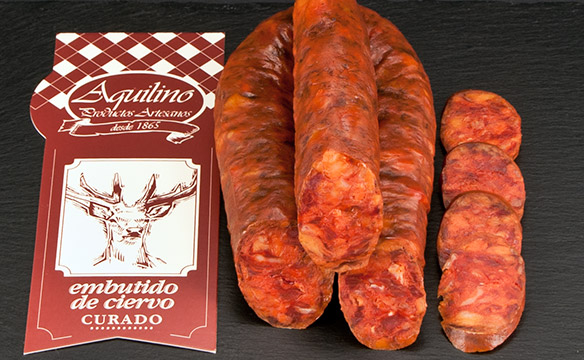 Aquilino
Productos Artesanos
desde 1865
embutido
de ciervo
CURADO